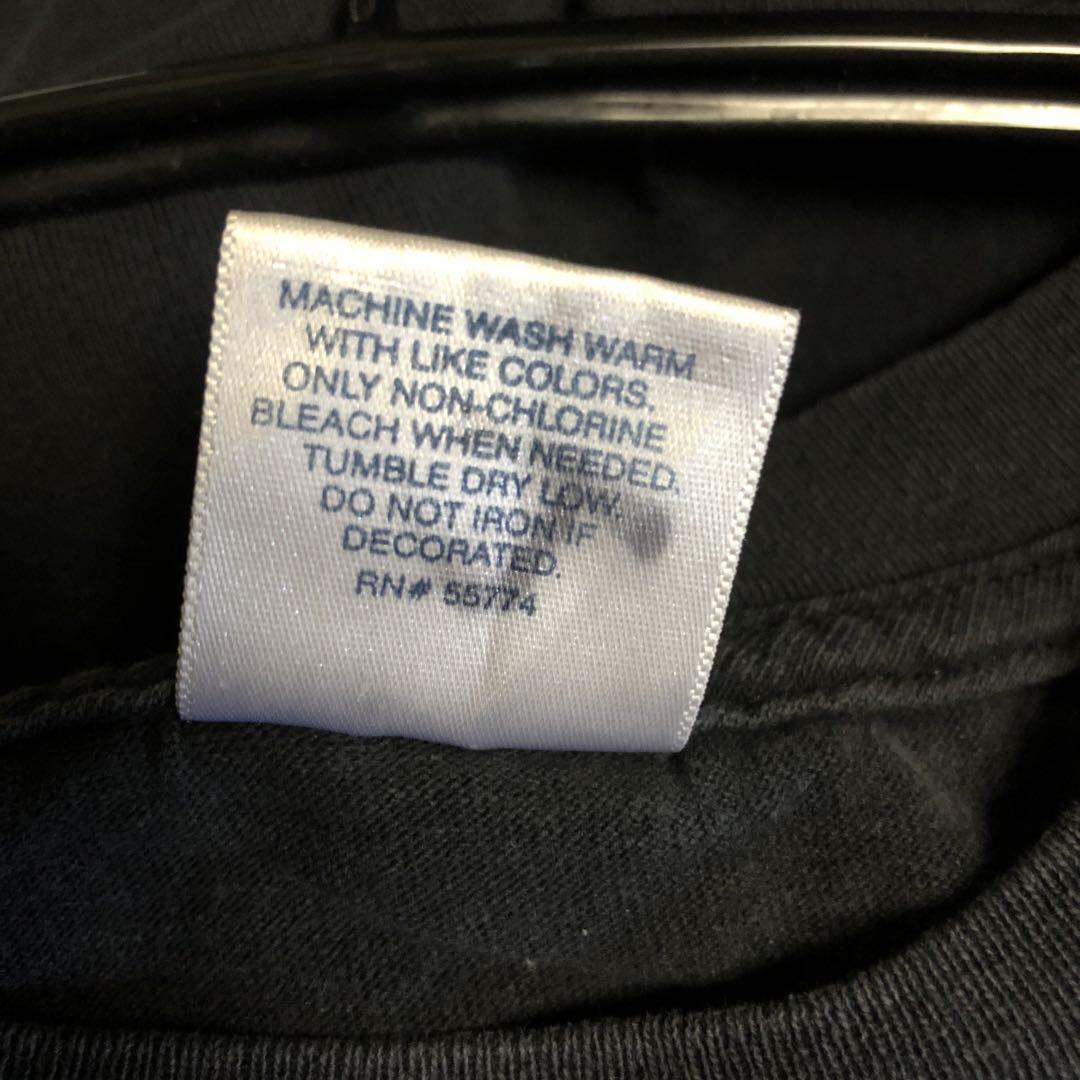 MACHINE WASH WARM
WITH LIKE COLORS.
ONLY NON-CHLORINE
BLEACH WHEN NEEDED.
TUMBLE DRY LOW.
DO NOT IRON IF
DECORATED.
RN# 55774